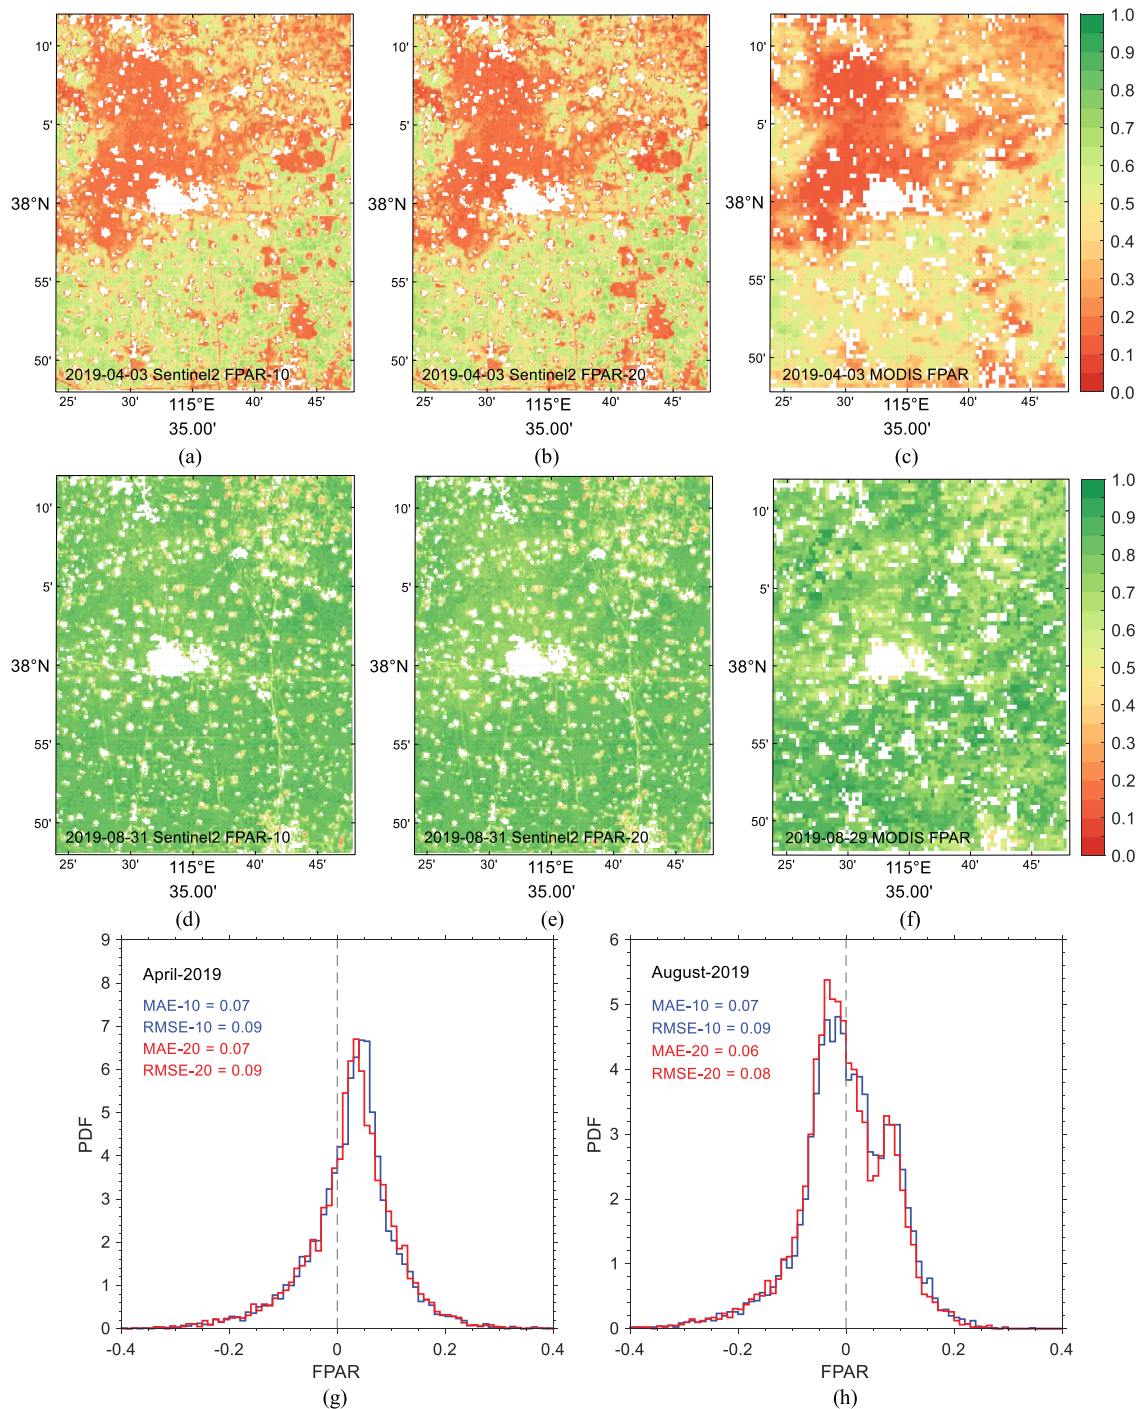 10'
5'
38°N
55'
50'
2019-04-03 Sentinel2 FPAR-10
25'
30'
115°E
35.00'
40'
45'
(a)
10'
5'
38°N
55'
50'
2019-04-03 Sentinel2 FPAR-20
25'
30'
115°E
35.00'
40'
45'
(b)
10'
5'
38°N
55'
50'
2019-04-03 MODIS FPAR
25'
30'
115°E
35.00'
40'
45'
(c)
1.0
0.9
0.8
0.7
0.6
0.5
0.4
0.3
0.2
0.1
0.0
10'
5'
38°N
55'
50'
2019-08-31 Sentinel2 FPAR-10
25'
30'
115°E
35.00'
40'
45'
(d)
10'
5'
38°N
55'
50'
2019-08-31 Sentinel2 FPAR-20
25'
30'
115°E
35.00'
40'
45'
(e)
10'
5'
38°N
55'
50'
2019-08-29 MODIS FPAR
25'
30'
115°E
35.00'
40'
45'
(f)
1.0
0.9
0.8
0.7
0.6
0.5
0.4
0.3
0.2
0.1
0.0
9
8
7
6
5
4
3
2
1
0
PDF
April-2019
MAE-10 = 0.07
RMSE-10 = 0.09
MAE-20 = 0.07
RMSE-20 = 0.09
-0.4
-0.2
0
0.2
0.4
FPAR
(g)
6
5
4
3
2
1
0
PDF
August-2019
MAE-10 = 0.07
RMSE-10 = 0.09
MAE-20 = 0.06
RMSE-20 = 0.08
-0.4
-0.2
0
0.2
0.4
FPAR
(h)